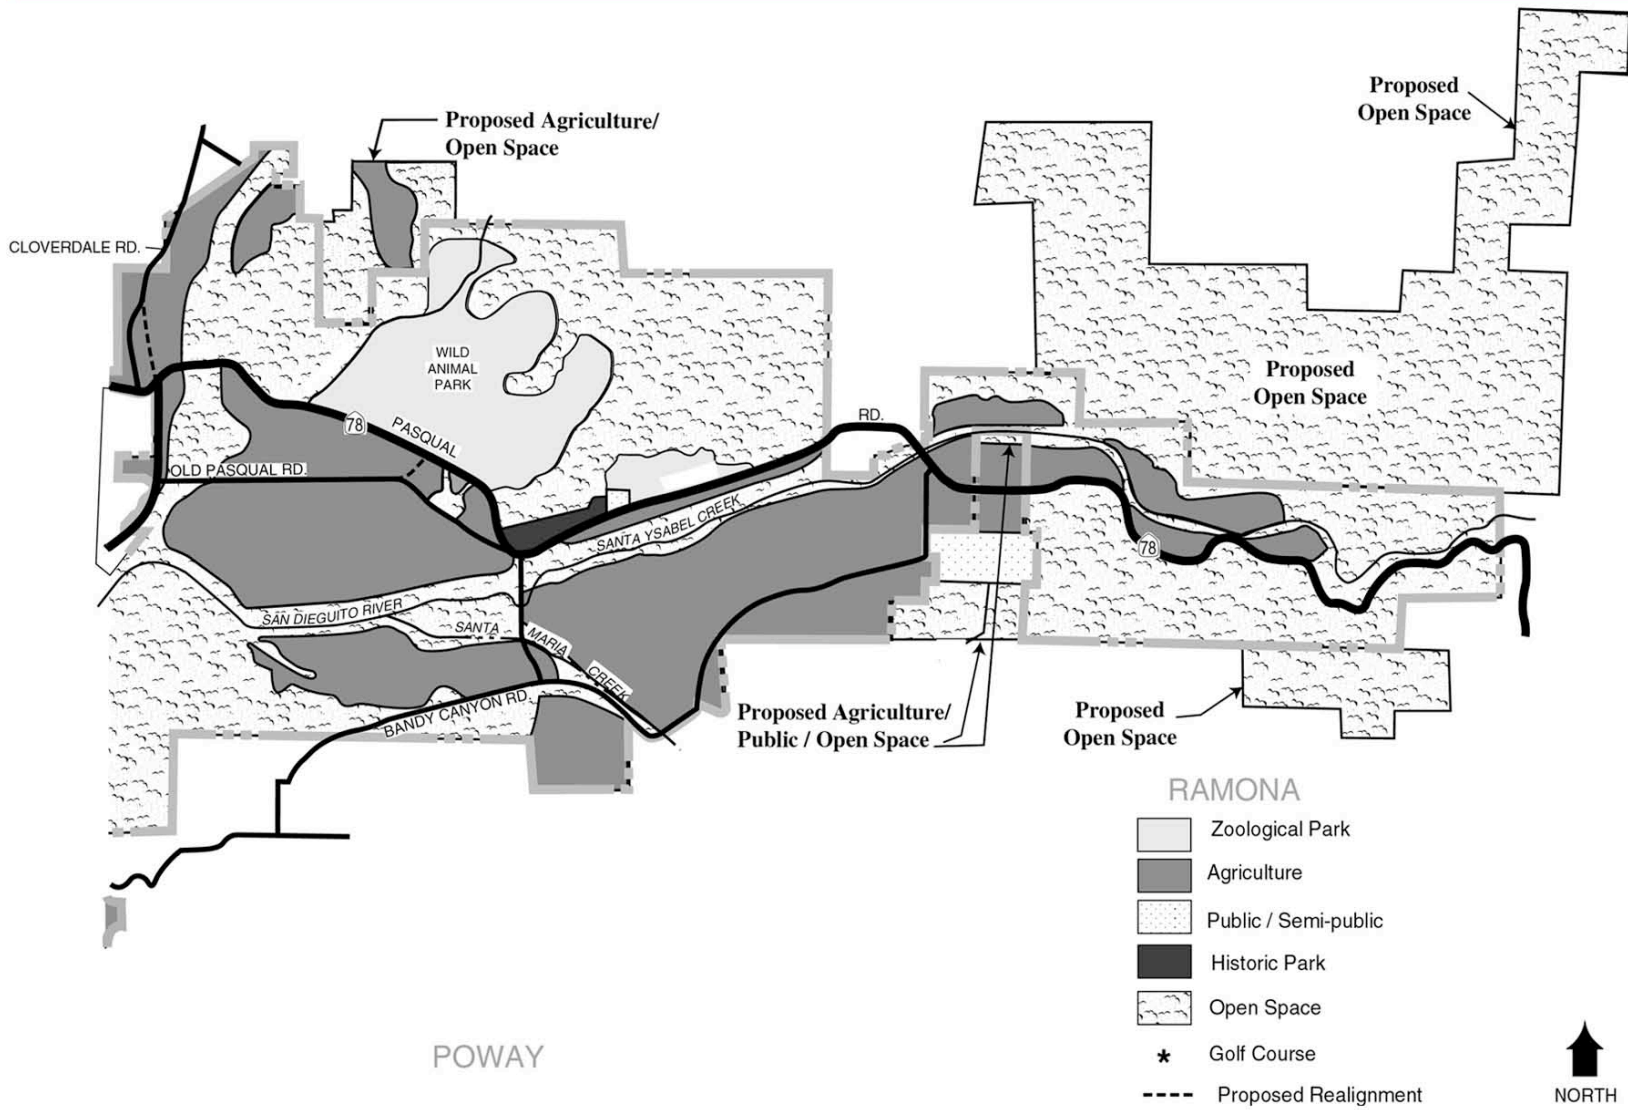 Proposed
Open Space
Proposed Agriculture/
Open Space
CLOVERDALE RD.
WILD
ANIMAL
PARK
Proposed
Open Space
78
PASQUAL
RD.
OLD PASQUAL RD.
SANTA YSABEL CREEK
78
SAN DIEGUITO RIVER
SANTA
MARIA
CREEK
BANDY CANYON RD.
Proposed Agriculture/
Public / Open Space
Proposed
Open Space
RAMONA
Zoological Park
Agriculture
Public / Semi-public
Historic Park
Open Space
* Golf Course
Proposed Realignment
POWAY
NORTH